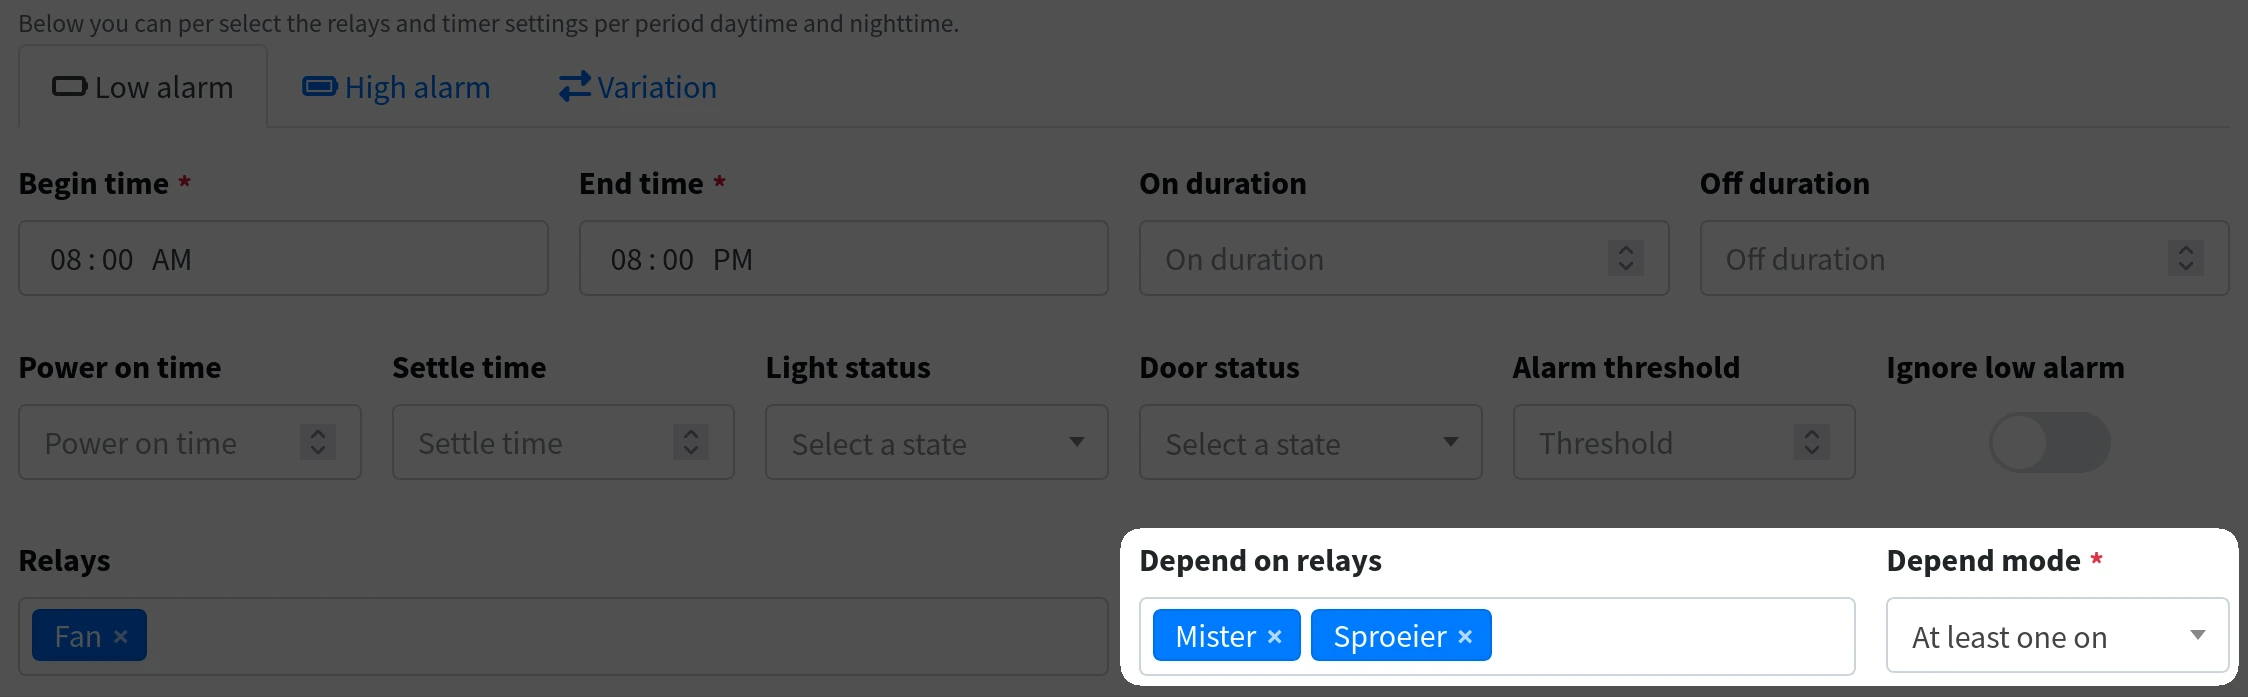 Below you can per select the relays and timer settings per period daytime and nighttime.
Low alarm High alarm Variation
Begin time * End time * On duration Off duration
08:00 AM 08:00 PM On duration Off duration
Power on time Settle time Light status Door status Alarm threshold Ignore low alarm
Power on time Settle time Select a state Select a state Threshold
Relays Depend on relays Depend mode *
Fan × Mister × Sproeier × At least one on